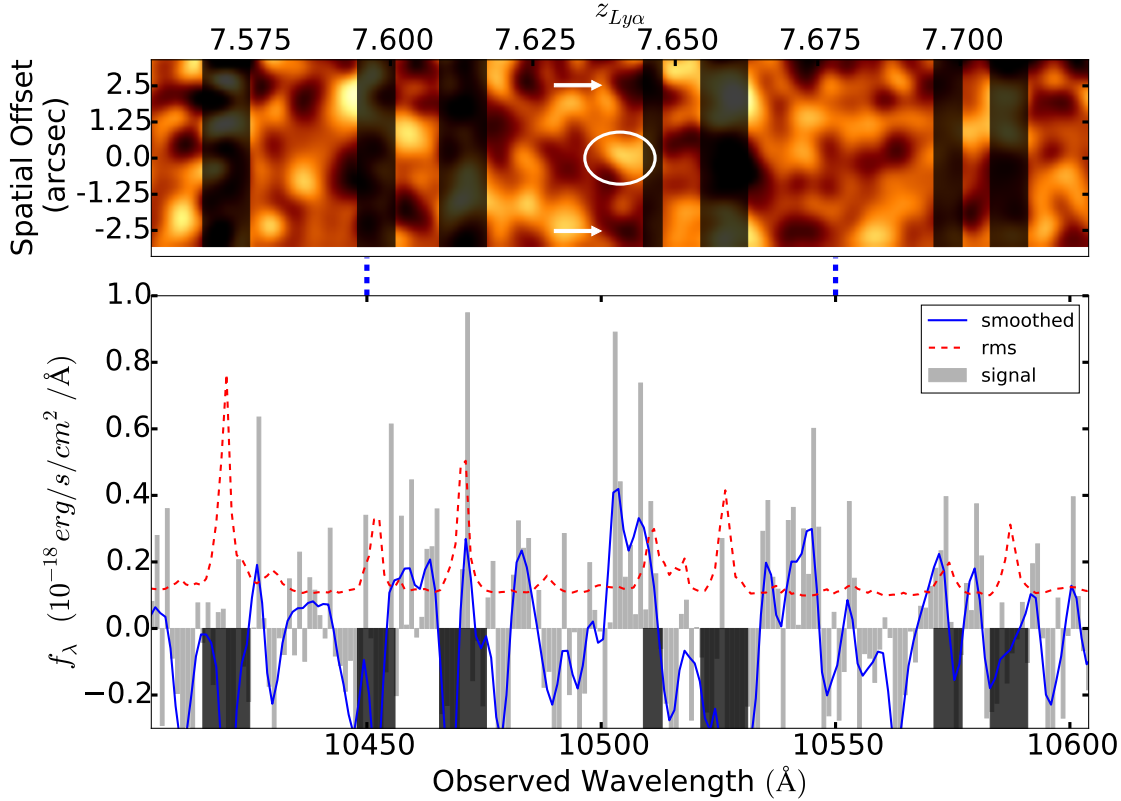 z_{Lyα}
7.575 7.600 7.625 7.650 7.675 7.700
Spatial Offset
(arcsec)
2.5
1.25
0.0
-1.25
-2.5
f_λ (10^{−18} erg/s/cm^2 /Å)
1.0
0.8
0.6
0.4
0.2
0.0
−0.2
smoothed
rms
signal
10450 10500 10550 10600
Observed Wavelength (Å)